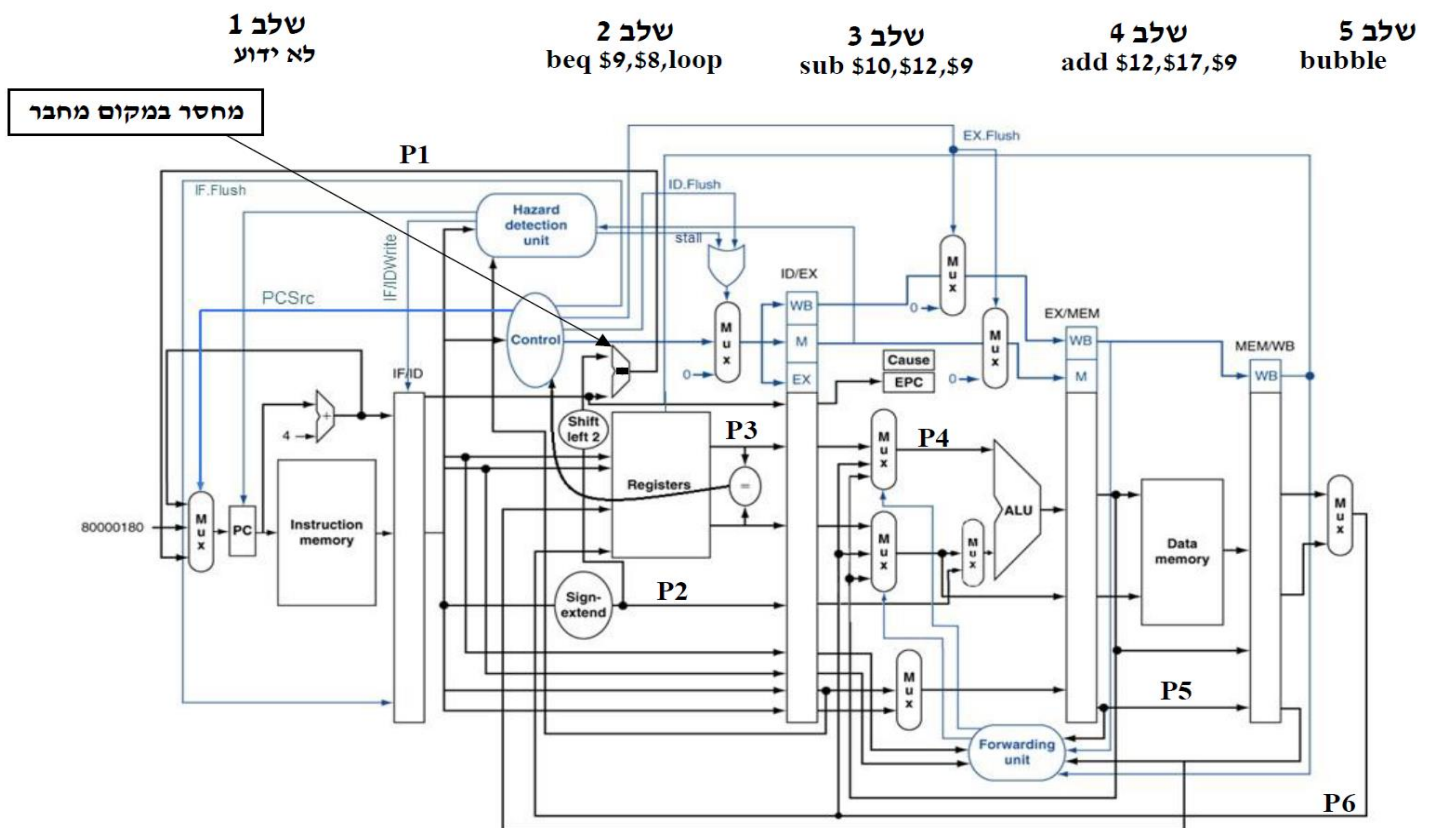 שלב 1
לא ידוע
שלב 2
beq $9,$8,loop
שלב 3
sub $10,$12,$9
שלב 4
add $12,$17,$9
שלב 5
bubble
מחסר במקום מחבר
P1
EX.Flush
IF.Flush
ID.Flush
Hazard
detection
unit
stall
IF/IDWrite
PCSrc
Control
Mux
0
ID/EX
WB
M
EX
Mux
0
Mux
0
Cause
EPC
EX/MEM
WB
M
MEM/WB
WB
IF/ID
+
4
Shift
left 2
P3
=
Registers
P4
Mux
Mux
Mux
ALU
80000180
Mux
PC
Instruction
memory
Data
memory
Mux
Sign-
extend
P2
Mux
P5
Forwarding
unit
P6